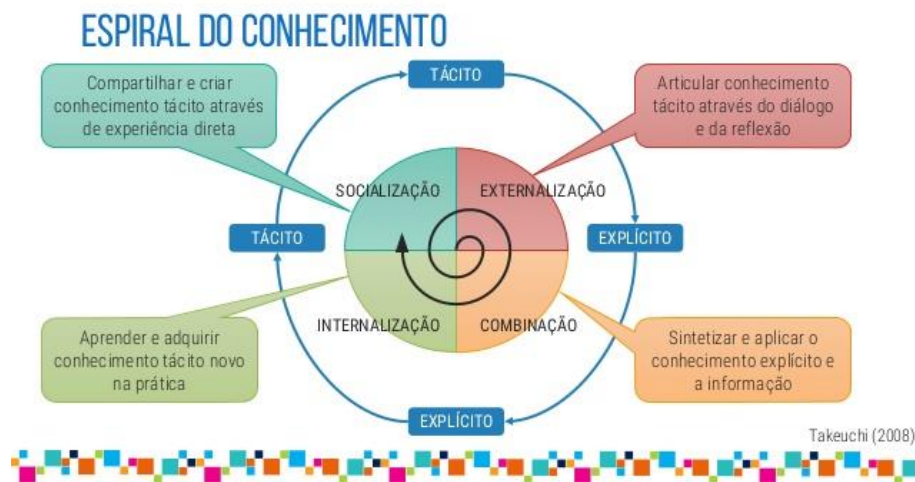 ESPIRAL DO CONHECIMENTO
Compartilhar e criar
conhecimento tácito através
de experiência direta
TÁCITO
Articular conhecimento
tácito através do diálogo
e da reflexão
SOCIALIZAÇÃO
EXTERNALIZAÇÃO
TÁCITO
EXPLÍCITO
INTERNALIZAÇÃO
COMBINAÇÃO
Aprender e adquirir
conhecimento tácito novo
na prática
Sintetizar e aplicar o
conhecimento explícito e
a informação
EXPLÍCITO
Takeuchi (2008)